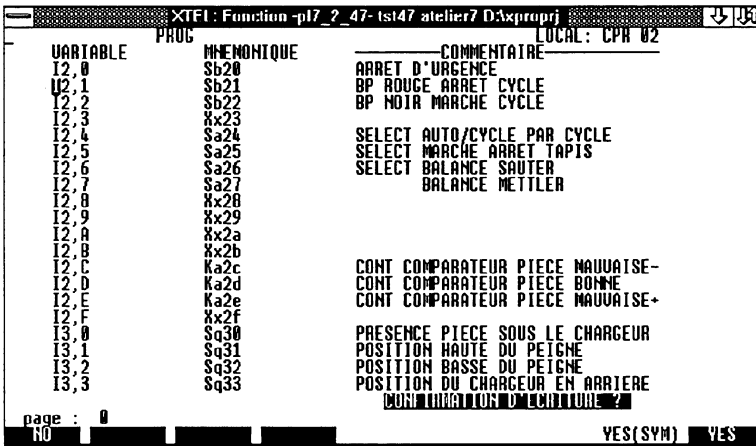 XTEL: Fonction -pl7_2_47- tst47 atelier7 D:\xproprj
PROG LOCAL: CPR 02
VARIABLE MNEMONIQUE COMMENTAIRE
I2,0 Sb20 ARRET D'URGENCE
I2,1 Sb21 BP ROUGE ARRET CYCLE
I2,2 Sb22 BP NOIR MARCHE CYCLE
I2,3 Xx23
I2,4 Sa24 SELECT AUTO/CYCLE PAR CYCLE
I2,5 Sa25 SELECT MARCHE ARRET TAPIS
I2,6 Sa26 SELECT BALANCE SAUTER
I2,7 Sa27 BALANCE METTLER
I2,8 Xx28
I2,9 Xx29
I2,A Xx2a
I2,B Xx2b
I2,C Ka2c CONT COMPARATEUR PIECE MAUVAISE-
I2,D Ka2d CONT COMPARATEUR PIECE BONNE
I2,E Ka2e CONT COMPARATEUR PIECE MAUVAISE+
I2,F Xx2f
I3,0 Sq30 PRESENCE PIECE SOUS LE CHARGEUR
I3,1 Sq31 POSITION HAUTE DU PEIGNE
I3,2 Sq32 POSITION BASSE DU PEIGNE
I3,3 Sq33 POSITION DU CHARGEUR EN ARRIERE
CONFIRMATION D'ECRITURE ?
page : 0
NO YES(SYM) YES